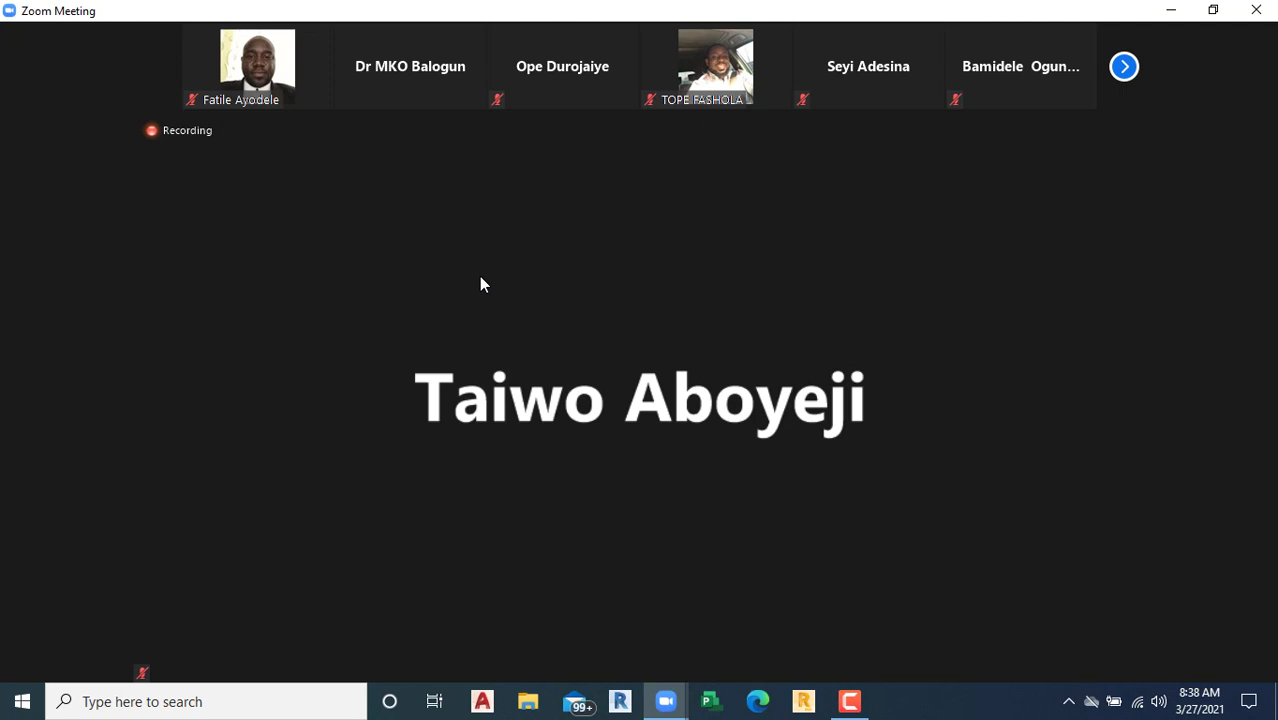 Zoom Meeting
Fatile Ayodele
Dr MKO Balogun
Ope Durojaiye
TOPE FASHOLA
Seyi Adesina
Bamidele Ogun...
Recording
Taiwo Aboyeji
Type here to search
A
99+
R
P
R
C
8:38 AM
3/27/2021